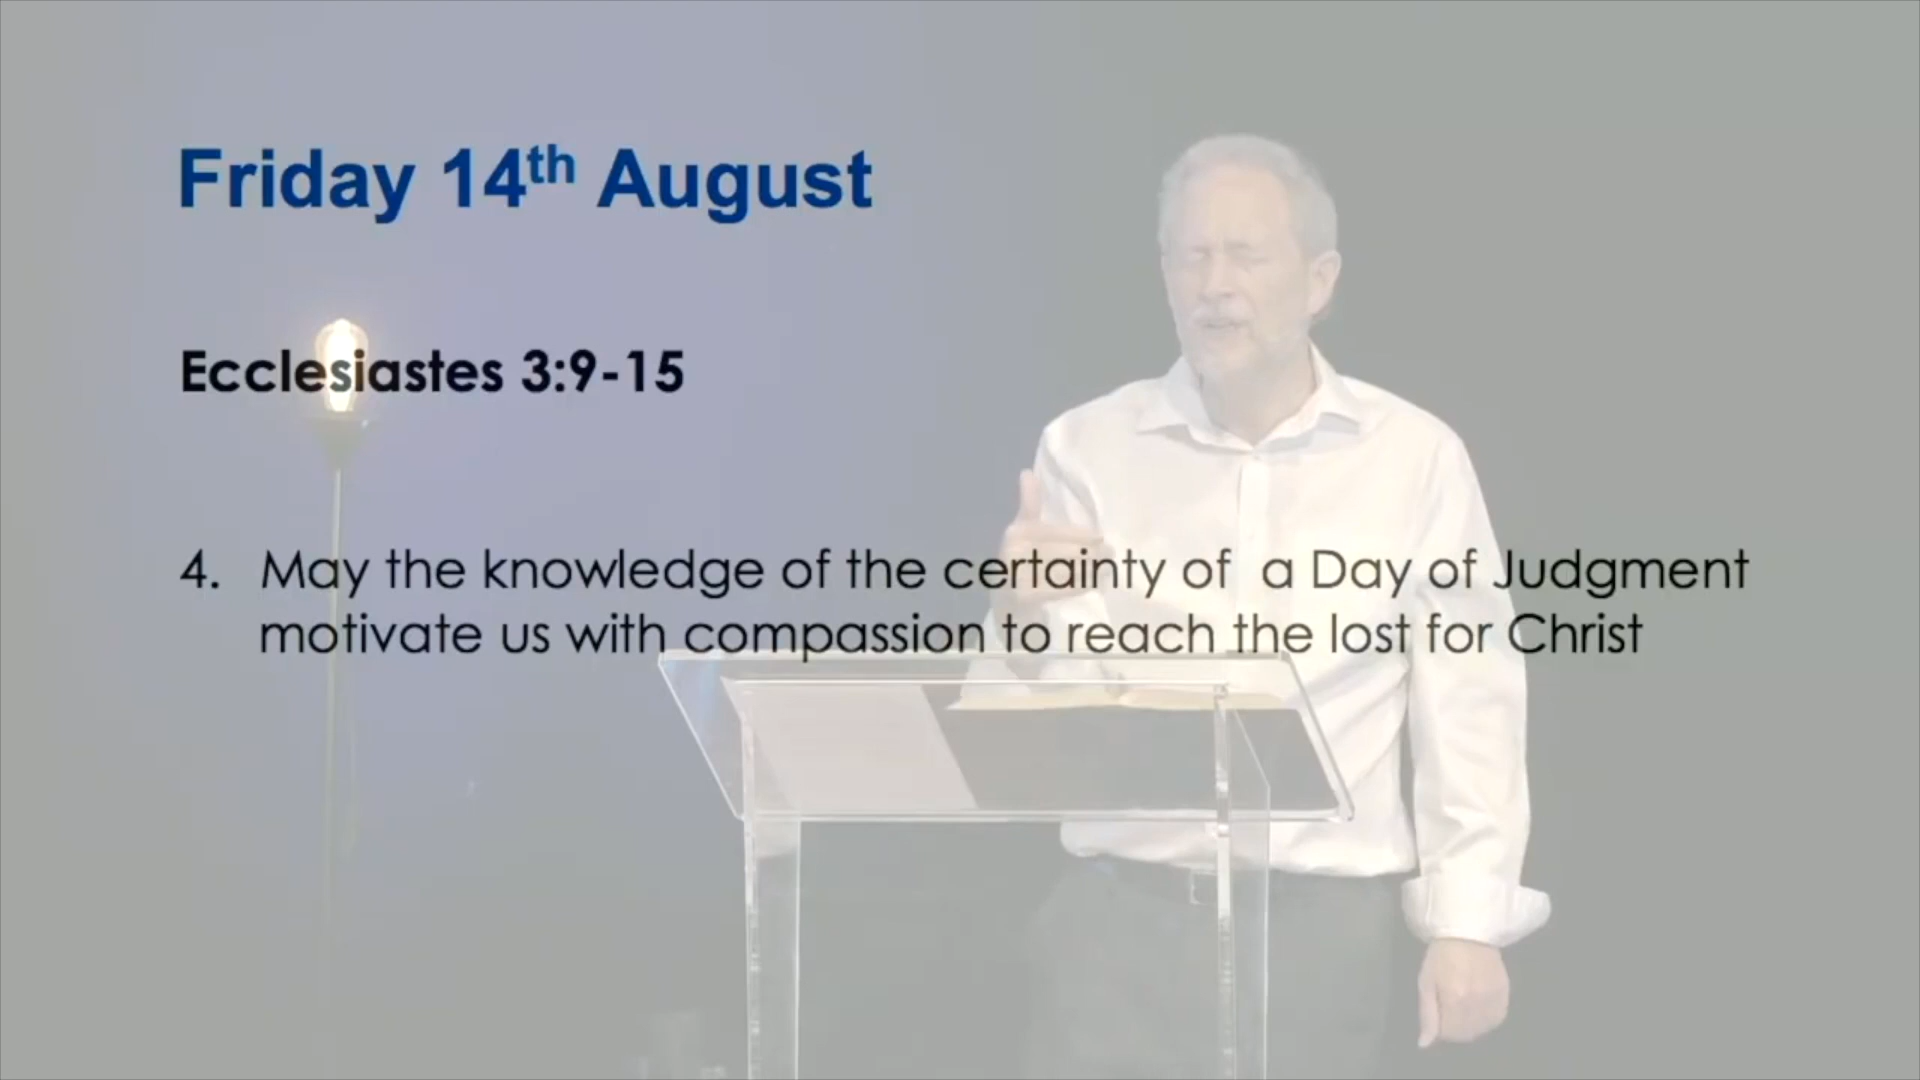 Friday 14th August
Ecclesiastes 3:9-15
4. May the knowledge of the certainty of a Day of Judgment
motivate us with compassion to reach the lost for Christ